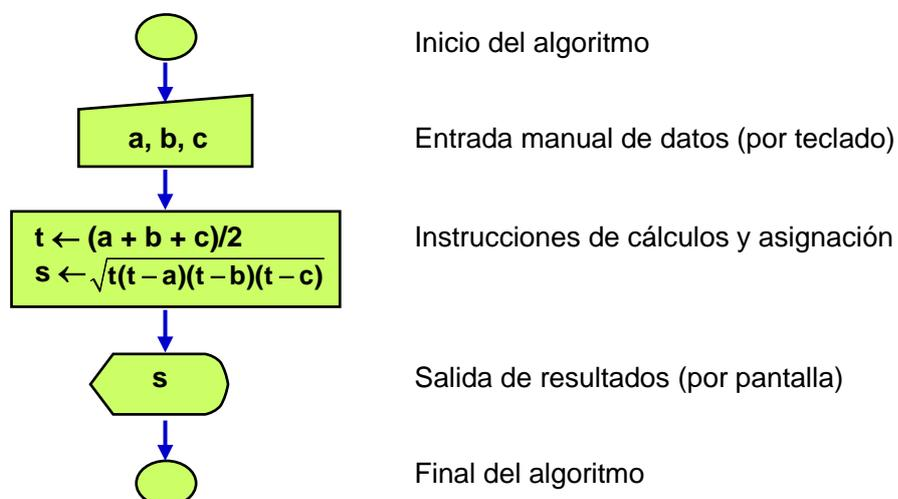 Inicio del algoritmo
a, b, c
Entrada manual de datos (por teclado)
t ← (a + b + c)/2
s ← √t(t – a)(t – b)(t – c)
Instrucciones de cálculos y asignación
s
Salida de resultados (por pantalla)
Final del algoritmo